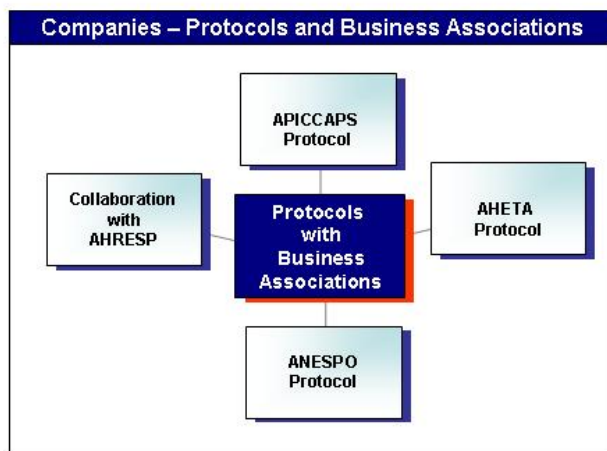 Companies – Protocols and Business Associations
APICCAPS
Protocol
Collaboration
with
AHRESP
Protocols
with
Business
Associations
AHETA
Protocol
ANESPO
Protocol